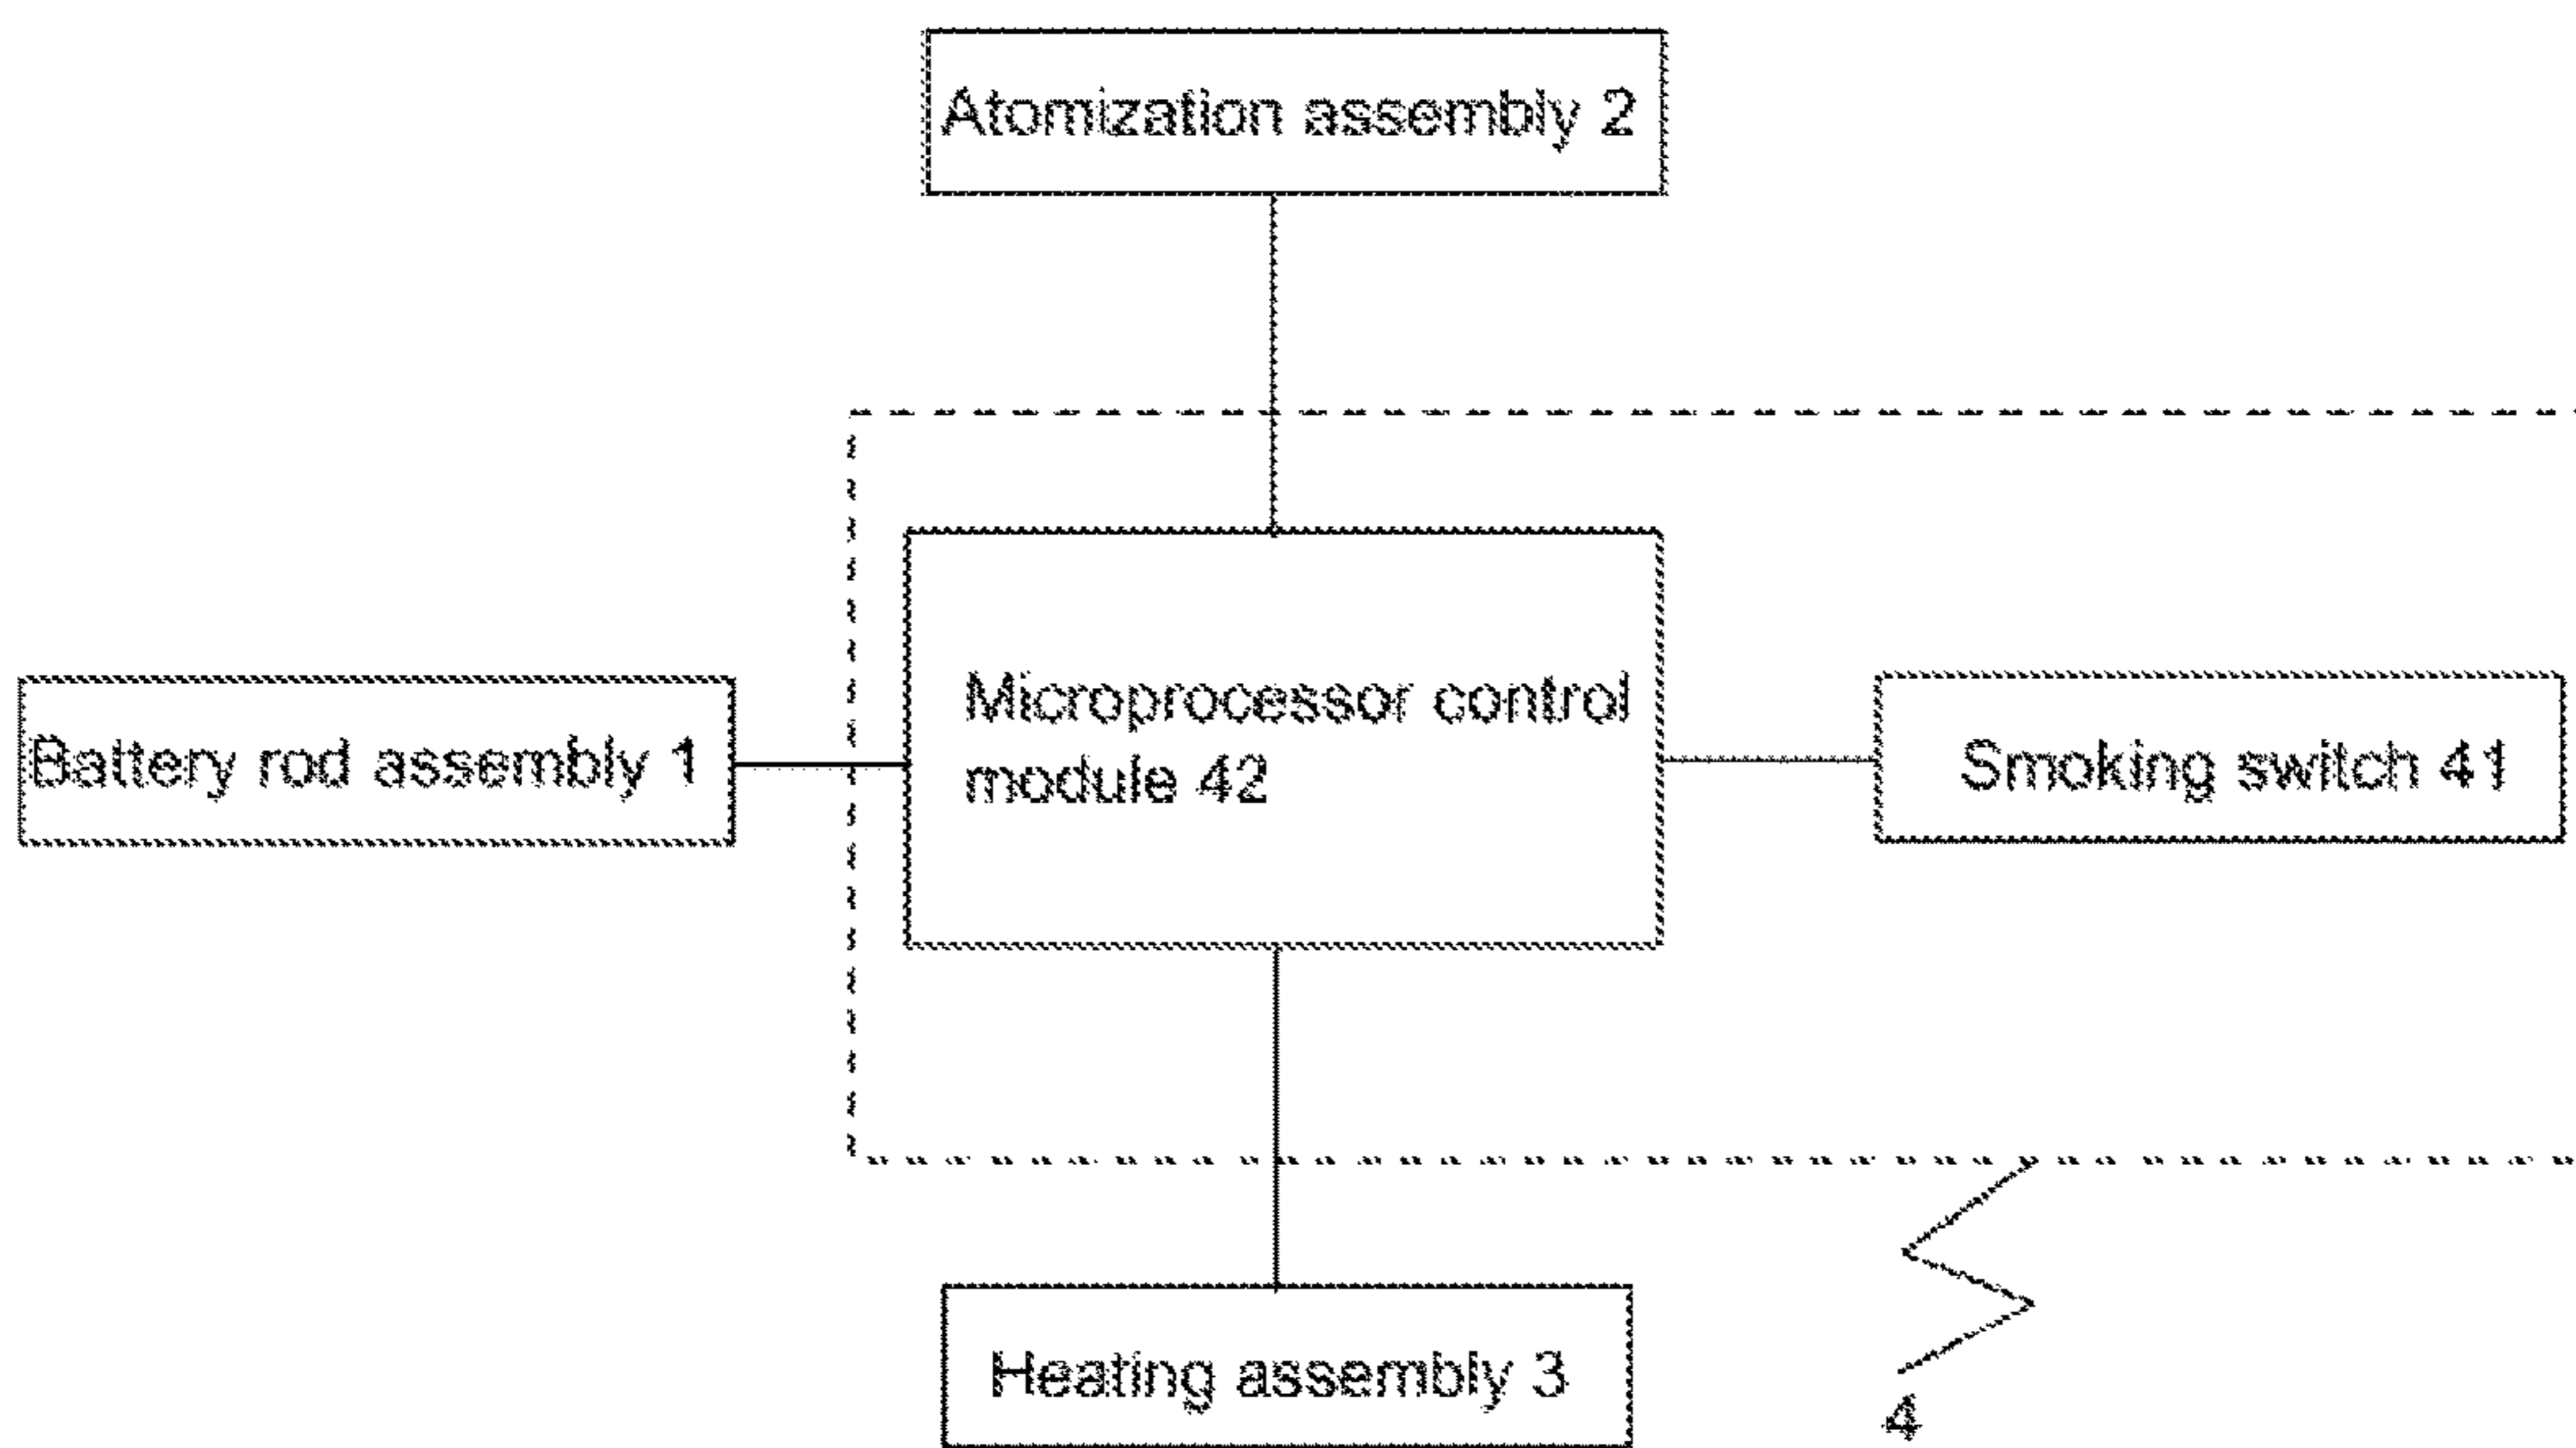 Atomization assembly 2
Microprocessor control
module 42
Battery rod assembly 1
Smoking switch 41
Heating assembly 3
4